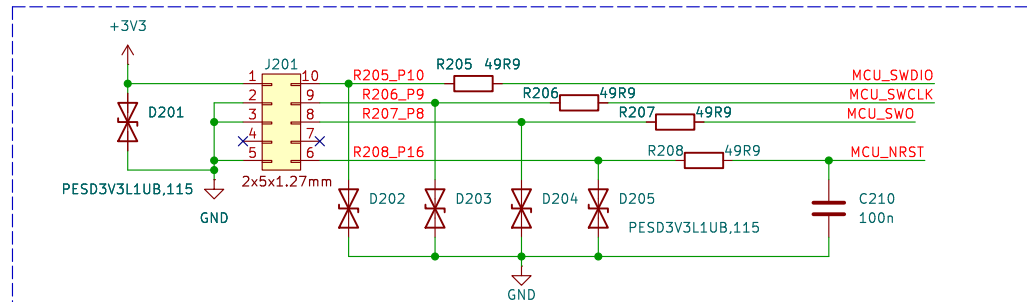 +3V3
J201
1
10
R205_P10
R205 49R9
MCU_SWDIO
2
9
R206_P9
R206
49R9
MCU_SWCLK
D201
3
8
R207_P8
R207
49R9
MCU_SWO
4
7
5
6
R208_P16
R208
49R9
MCU_NRST
2x5x1.27mm
PESD3V3L1UB,115
GND
D202
D203
D204
D205
PESD3V3L1UB,115
C210
100n
GND